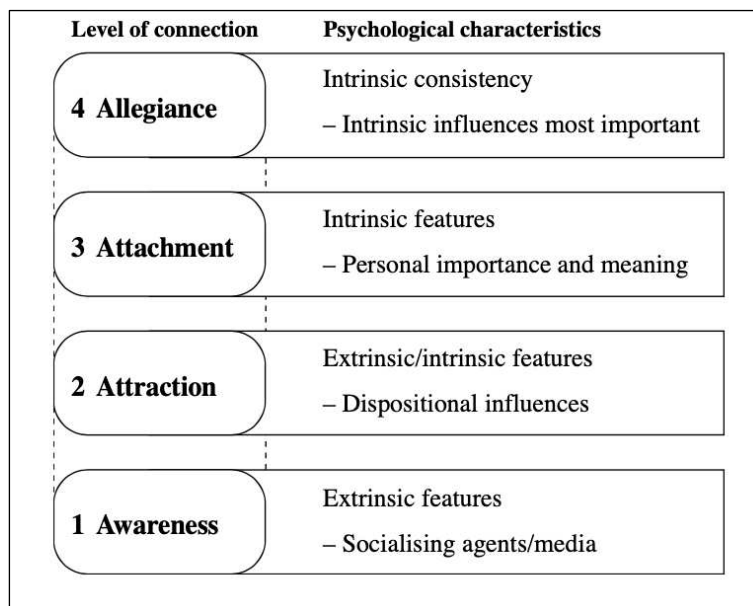 Level of connection Psychological characteristics
4 Allegiance
Intrinsic consistency
– Intrinsic influences most important
3 Attachment
Intrinsic features
– Personal importance and meaning
2 Attraction
Extrinsic/intrinsic features
– Dispositional influences
1 Awareness
Extrinsic features
– Socialising agents/media